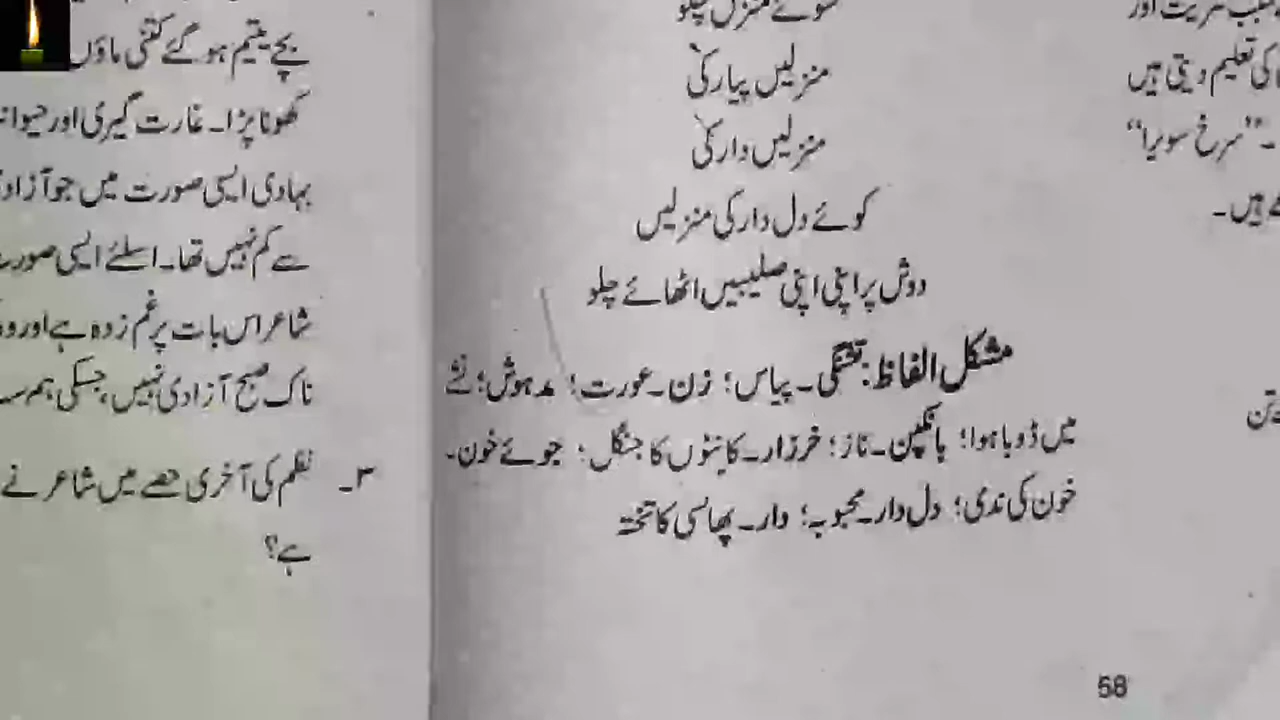 سوئے منزل چلو
منزلیں پیار کی
منزلیں دار کی
کوئے دل دار کی منزلیں
دوش پر اپنی اپنی صلیبیں اٹھائے چلو
مشکل الفاظ: تشنگی۔ پیاس؛ زن۔ عورت؛ مدہوش؛ نشے
میں ڈوبا ہوا؛ بانکپن۔ ناز؛ خرزار۔ کانٹوں کا جنگل؛ جوئے خون۔
خون کی ندی؛ دل دار۔ محبوبہ؛ دار۔ پھانسی کا تختہ
58
کی تعلیم دیتی ہیں
۔ "سرخ سویرا"
ہیں۔
بچے یتیم ہو گئے کتنی ماؤں
کھونا پڑا۔ غارت گیری اور
بہادی ایسی صورت میں جو
سے کم نہیں تھا۔ اسلئے ایسی
شاعر اس بات پر غم زدہ ہے اور
ناک صبح آزادی نہیں، جسکی ہم
۳۔ نظم کی آخری حصے میں شاعر نے
ہے؟